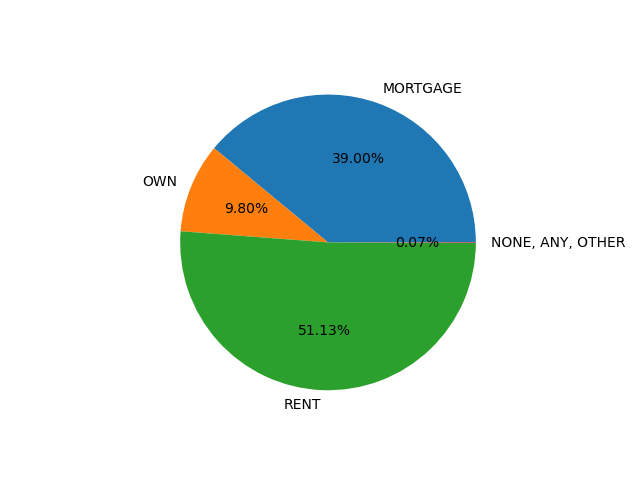 MORTGAGE
39.00%
OWN
9.80%
0.07%
NONE, ANY, OTHER
51.13%
RENT